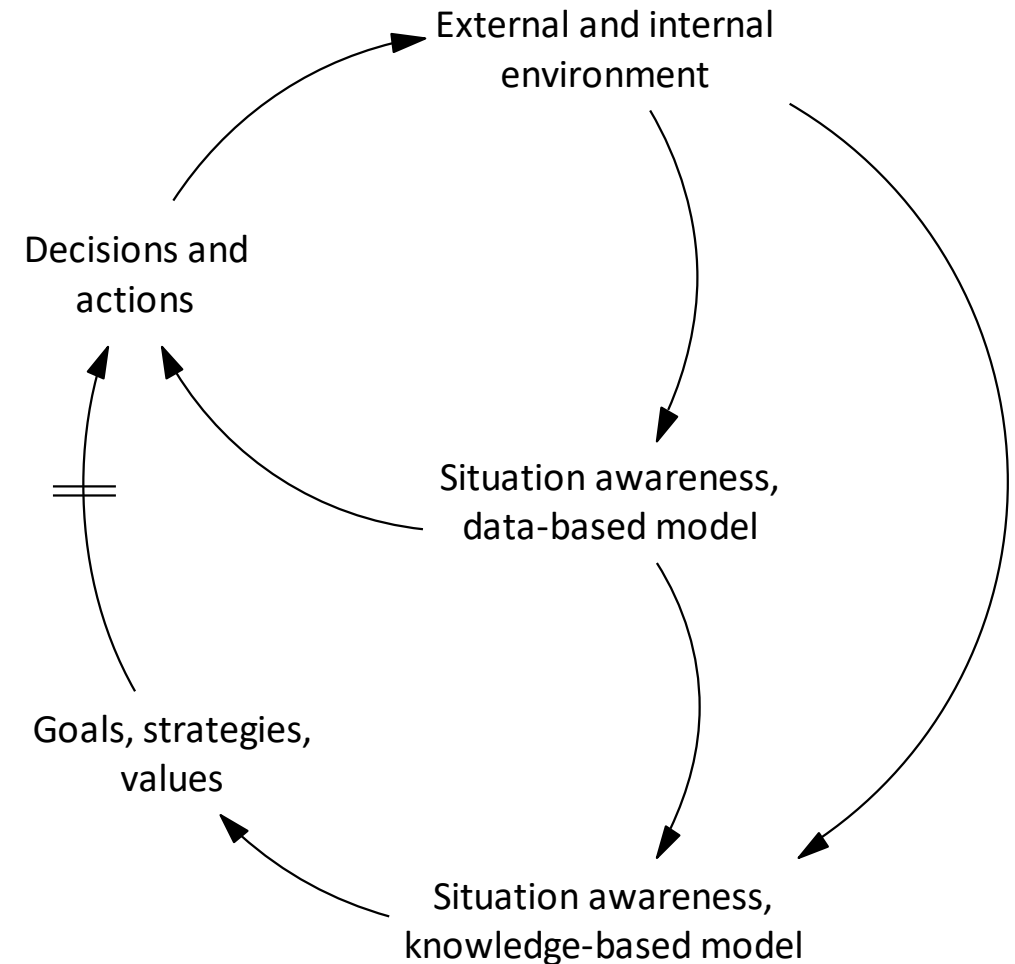 External and internal
environment
Decisions and
actions
Situation awareness,
data-based model
Goals, strategies,
values
Situation awareness,
knowledge-based model